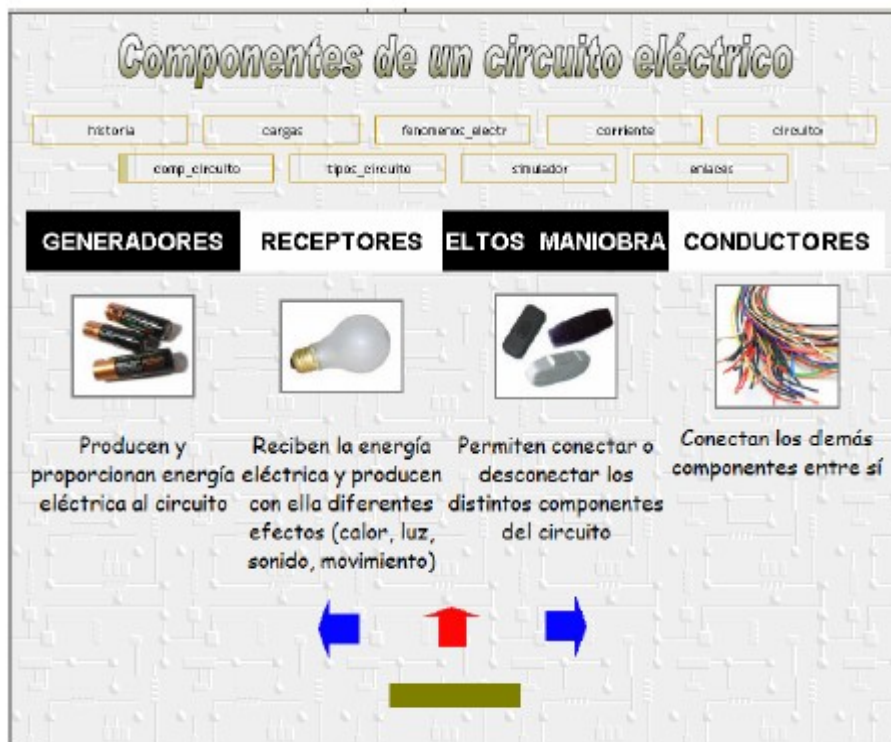 Componentes de un circuito eléctrico
historia
cargas
fenomenos_electr
corriente
circuito
comp_circuito
tipos_circuito
simulador
enlaces
GENERADORES
RECEPTORES
ELTOS MANIOBRA
CONDUCTORES
Producen y
proporcionan energía
eléctrica al circuito
Reciben la energía
eléctrica y producen
con ella diferentes
efectos (calor, luz,
sonido, movimiento)
Permiten conectar o
desconectar los
distintos componentes
del circuito
Conectan los demás
componentes entre sí